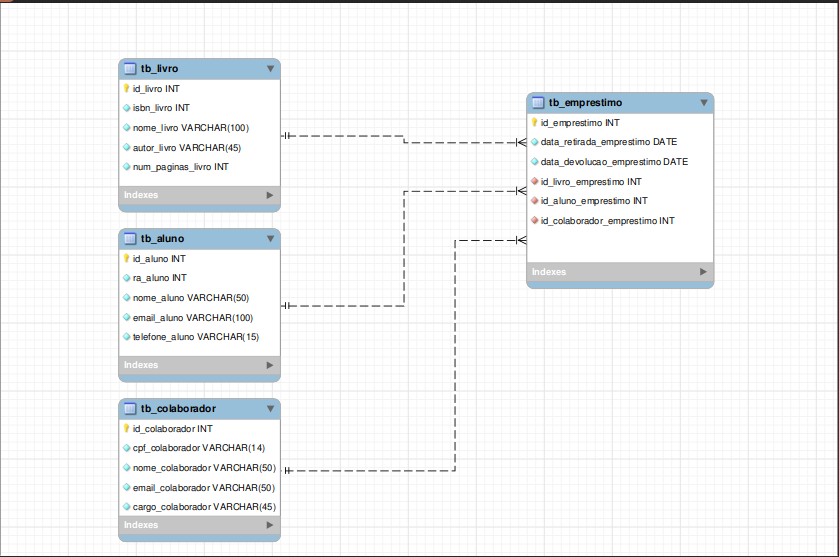 tb_livro
id_livro INT
isbn_livro INT
nome_livro VARCHAR(100)
autor_livro VARCHAR(45)
num_paginas_livro INT
Indexes
tb_aluno
id_aluno INT
ra_aluno INT
nome_aluno VARCHAR(50)
email_aluno VARCHAR(100)
telefone_aluno VARCHAR(15)
Indexes
tb_colaborador
id_colaborador INT
cpf_colaborador VARCHAR(14)
nome_colaborador VARCHAR(50)
email_colaborador VARCHAR(50)
cargo_colaborador VARCHAR(45)
Indexes
tb_emprestimo
id_emprestimo INT
data_retirada_emprestimo DATE
data_devolucao_emprestimo DATE
id_livro_emprestimo INT
id_aluno_emprestimo INT
id_colaborador_emprestimo INT
Indexes